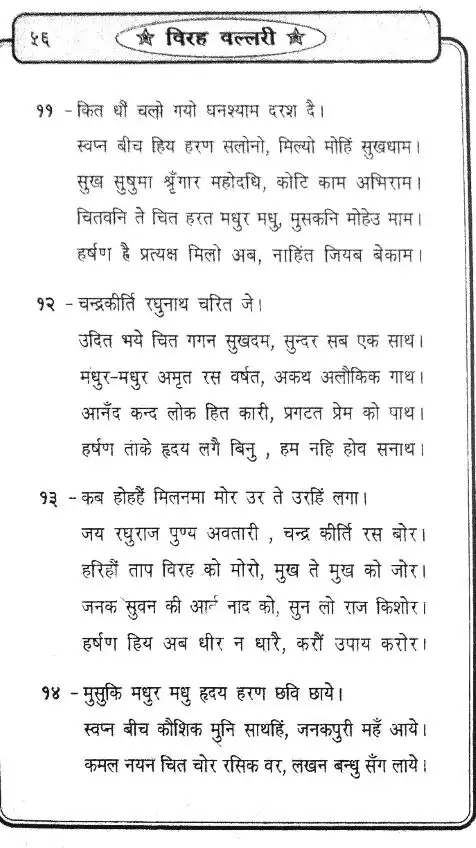 ५६
★ विरह वल्लरी ★
११ - कित धौं चलो गयो घनश्याम दरश दै।
स्वप्न बीच हिय हरण सलोनो, मिल्यो मोहिं सुखधाम।
सुख सुषुमा श्रृँगार महोदधि, कोटि काम अभिराम।
चितवनि ते चित हरत मधुर मधु, मुसकनि मोहेउ माम।
हर्षण ह्वै प्रत्यक्ष मिलो अब, नाहिंत जियब बेकाम।
१२ - चन्द्रकीर्ति रघुनाथ चरित जे।
उदित भये चित गगन सुखदम, सुन्दर सब एक साथ।
मधुर-मधुर अमृत रस वर्षत, अकथ अलौकिक गाथ।
आनँद कन्द लोक हित कारी, प्रगटत प्रेम को पाथ।
हर्षण ताके हृदय लगै बिनु , हम नहि होव सनाथ।
१३ - कब होहहैं मिलनमा मोर उर ते उरहिं लगा।
जय रघुराज पुण्य अवतारी , चन्द्र कीर्ति रस बोर।
हरिहौं ताप विरह को मोरो, मुख ते मुख को जोर।
जनक सुवन की आर्त नाद को, सुन लो राज किशोर।
हर्षण हिय अब धीर न धारै, करौं उपाय करोर।
१४ - मुसुकि मधुर मधु हृदय हरण छवि छाये।
स्वप्न बीच कौशिक मुनि साथहिं, जनकपुरी महँ आये।
कमल नयन चित चोर रसिक वर, लखन बन्धु सँग लाये।